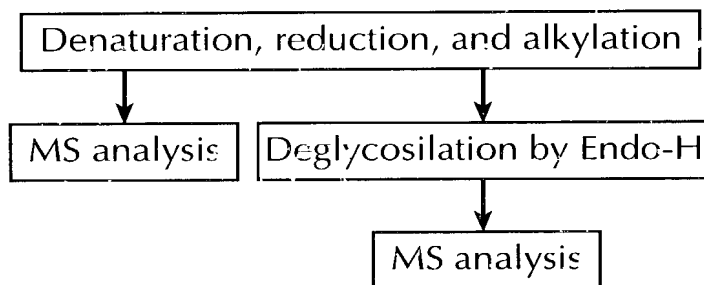 Denaturation, reduction, and alkylation
MS analysis
Deglycosilation by Endo-H
MS analysis